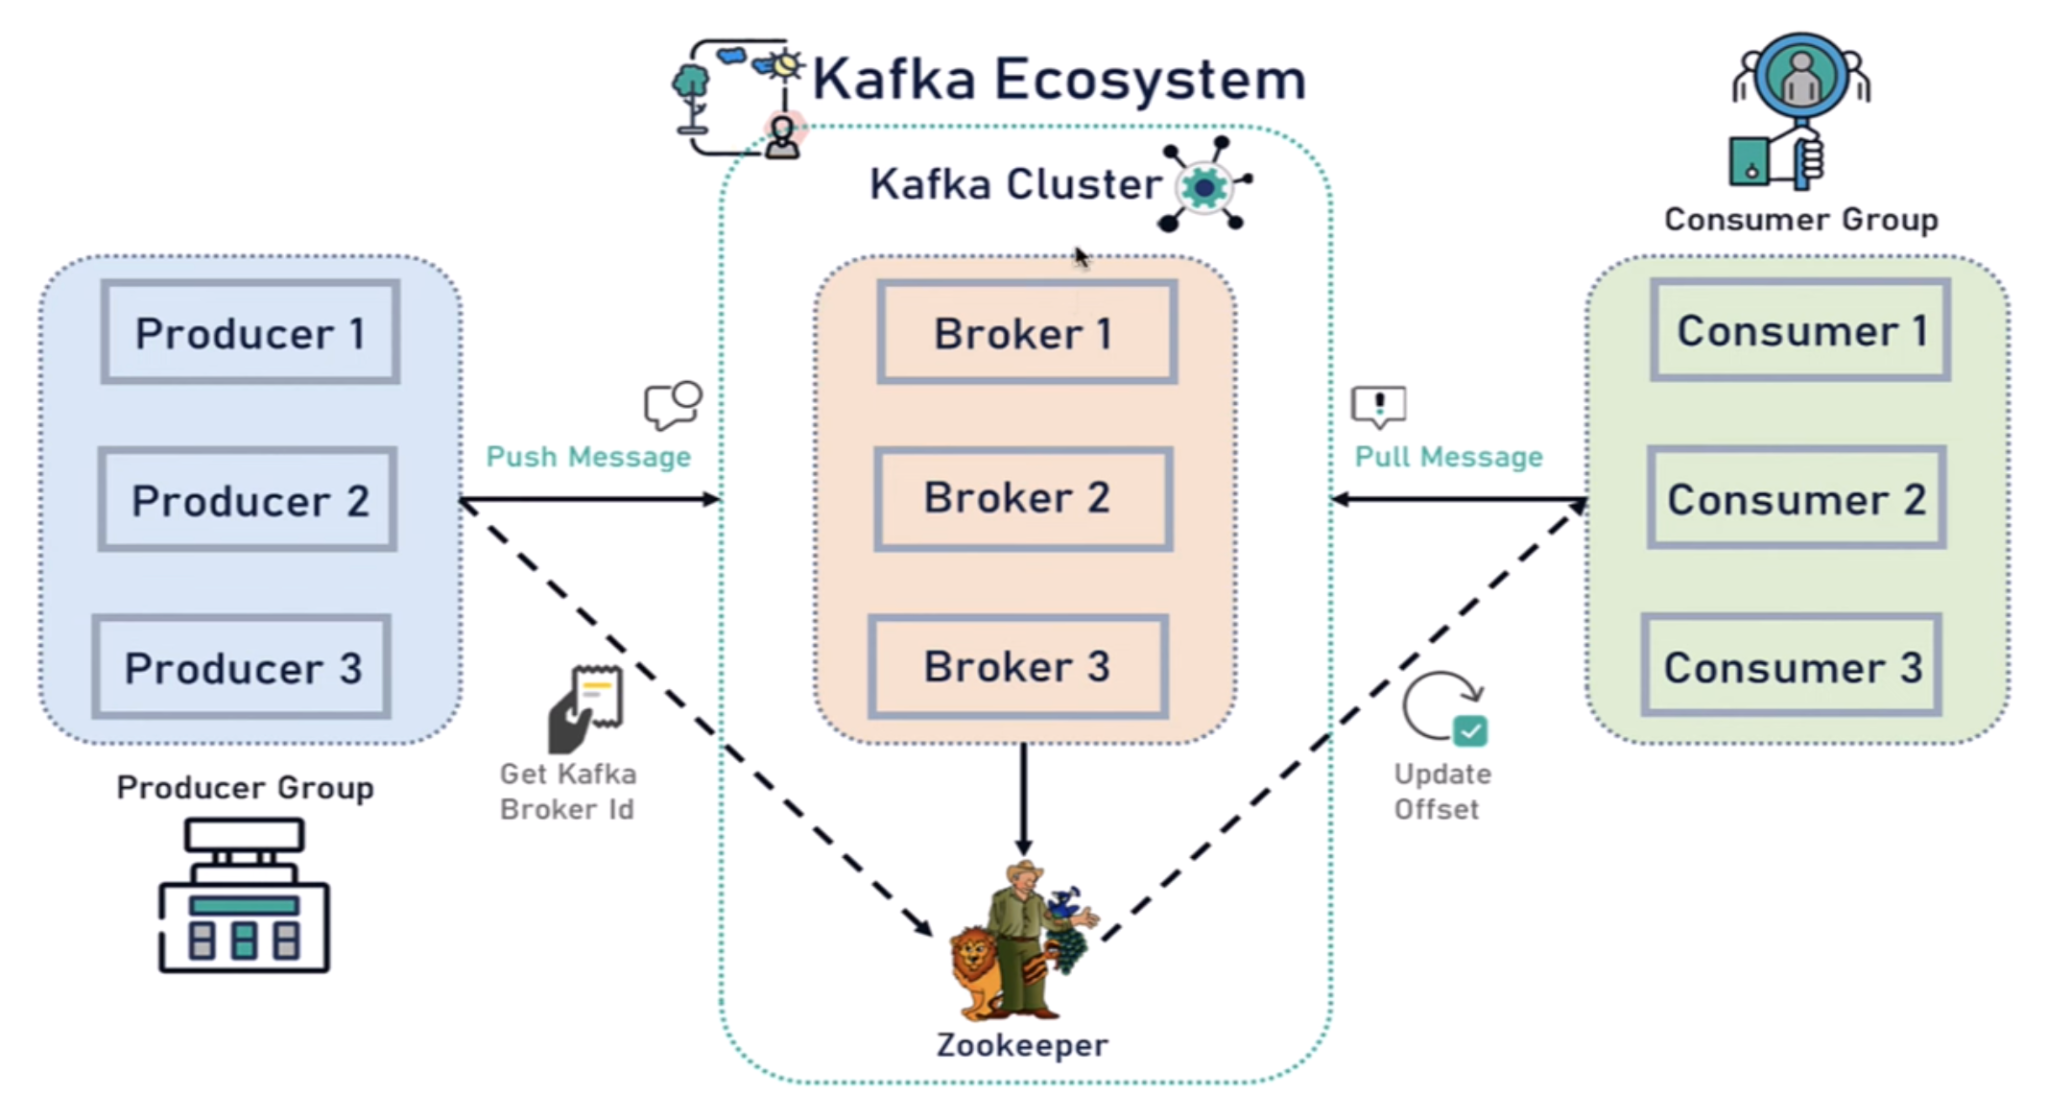 Kafka Ecosystem
Kafka Cluster
Consumer Group
Producer 1
Broker 1
Consumer 1
Push Message
Pull Message
Producer 2
Broker 2
Consumer 2
Producer 3
Broker 3
Consumer 3
Producer Group
Get Kafka
Broker Id
Update
Offset
Zookeeper